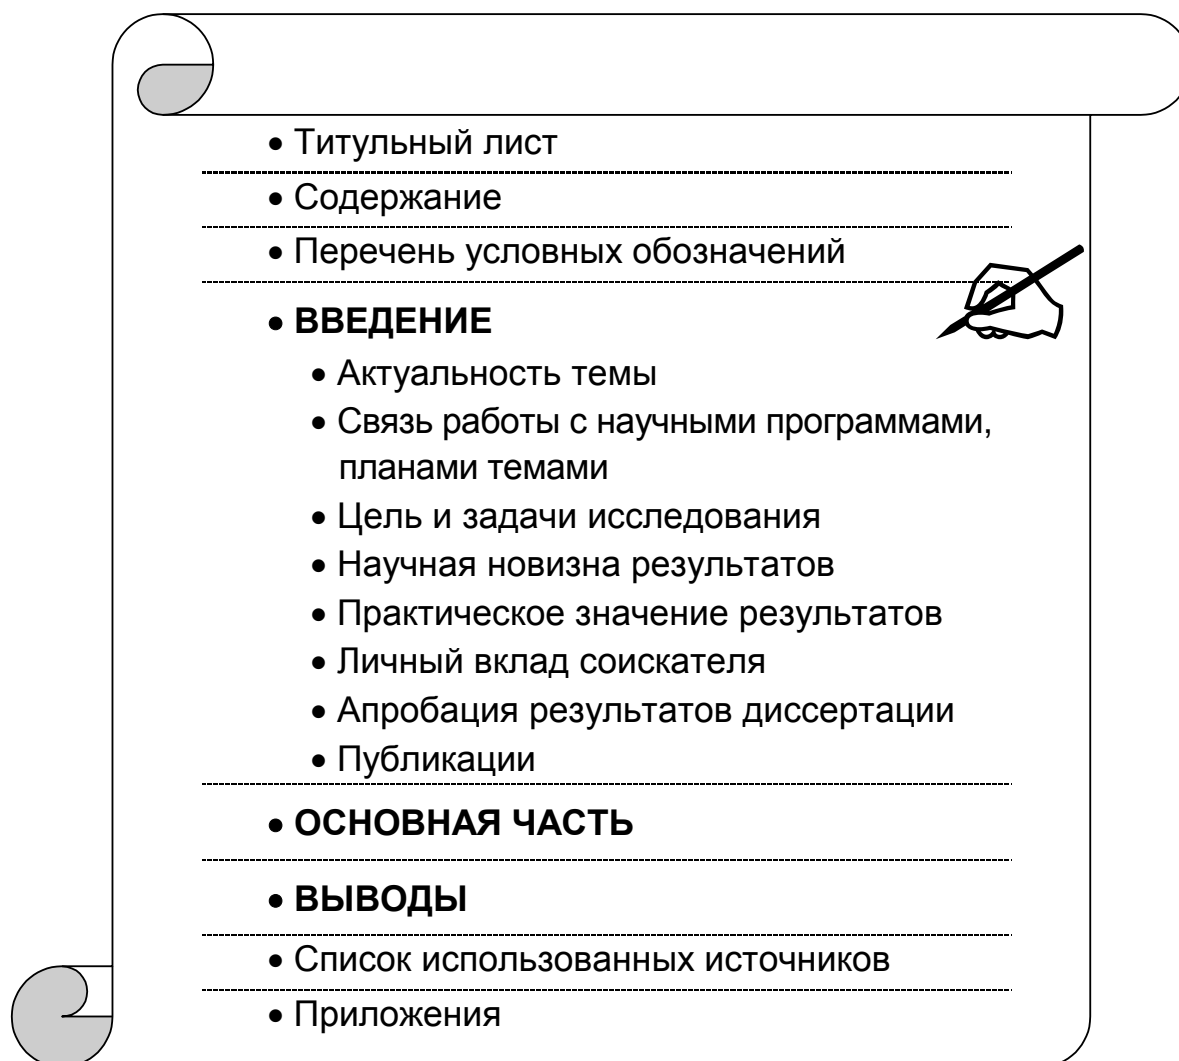 • Титульный лист
• Содержание
• Перечень условных обозначений
• ВВЕДЕНИЕ
• Актуальность темы
• Связь работы с научными программами,
планами темами
• Цель и задачи исследования
• Научная новизна результатов
• Практическое значение результатов
• Личный вклад соискателя
• Апробация результатов диссертации
• Публикации
• ОСНОВНАЯ ЧАСТЬ
• ВЫВОДЫ
• Список использованных источников
• Приложения